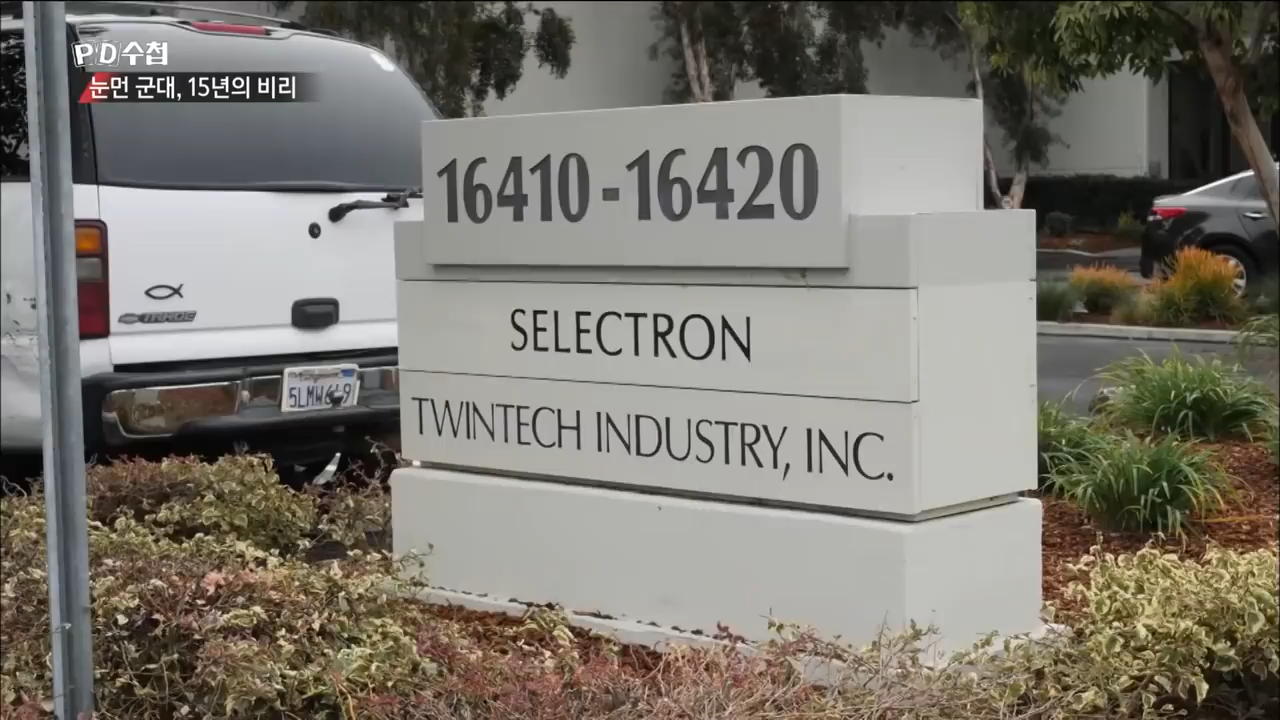 PD수첩
눈먼 군대, 15년의 비리
16410-16420
SELECTRON
TWINTECH INDUSTRY, INC.
TAHOE